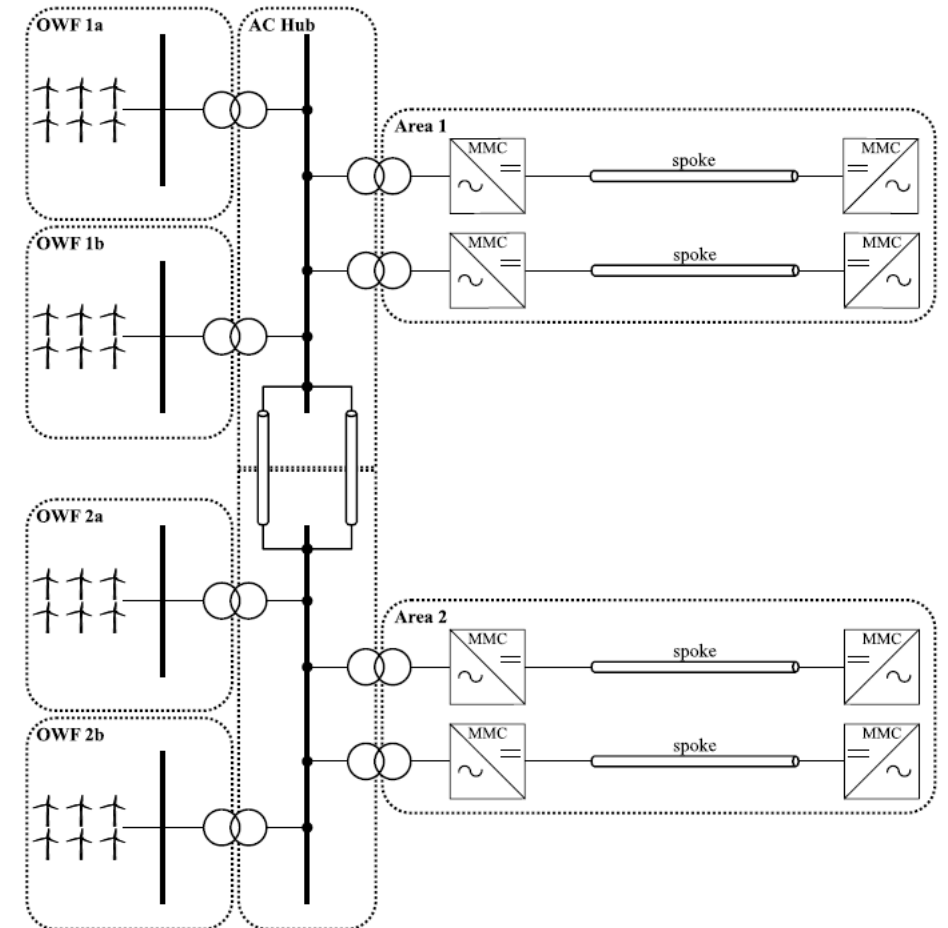 OWF 1a
AC Hub
Area 1
MMC
spoke
MMC
OWF 1b
MMC
spoke
MMC
OWF 2a
Area 2
MMC
spoke
MMC
OWF 2b
MMC
spoke
MMC